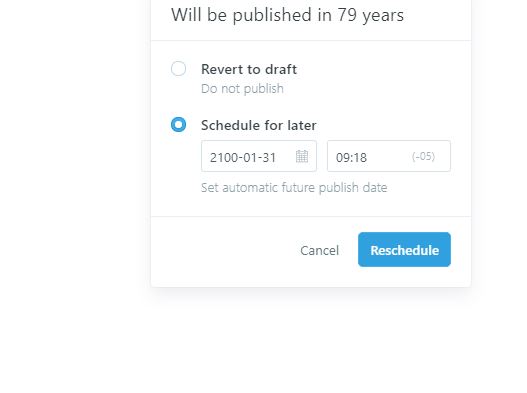 Will be published in 79 years
Revert to draft
Do not publish
Schedule for later
2100-01-31
09:18 (-05)
Set automatic future publish date
Cancel Reschedule